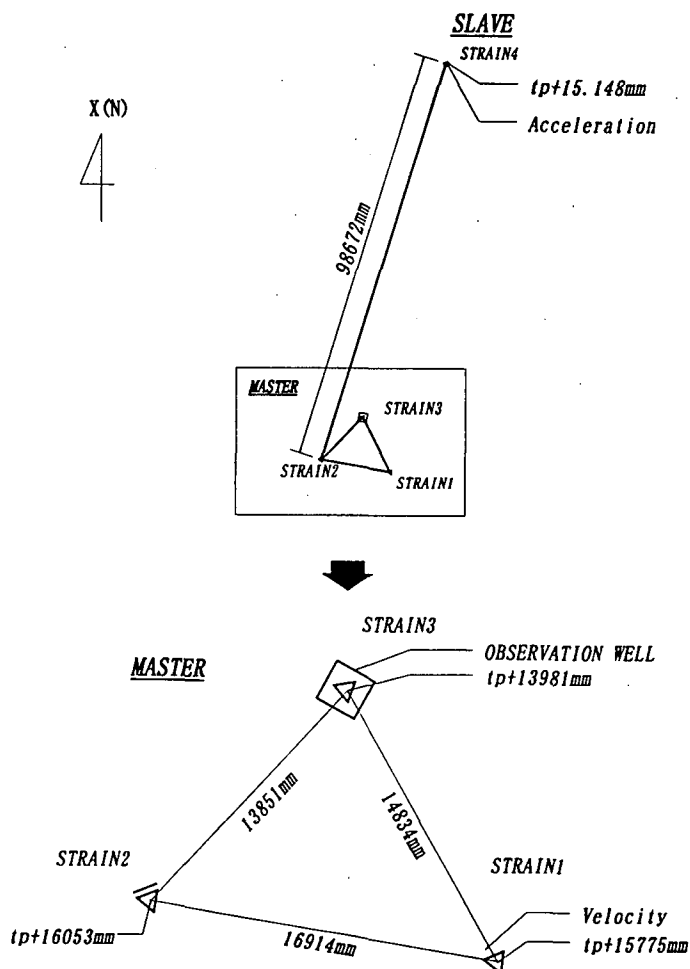 SLAVE
STRAIN4
tp+15.148mm
X(N)
Acceleration
98672mm
MASTER
STRAIN3
STRAIN2
STRAIN1
STRAIN3
OBSERVATION WELL
MASTER
tp+13981mm
13851mm
14834mm
STRAIN2
STRAIN1
Velocity
tp+16053mm
16914mm
tp+15775mm